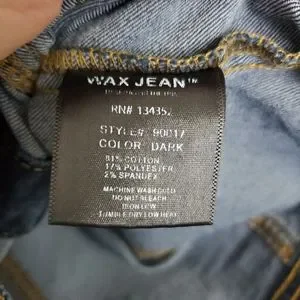 WAX JEAN™
RN# 134352
STYLE#: 90017
COLOR: DARK
81% COTTON
17% POLYESTER
2% SPANDEX
MACHINE WASH COLD
DO NOT BLEACH
IRON LOW
TUMBLE DRY LOW HEAT